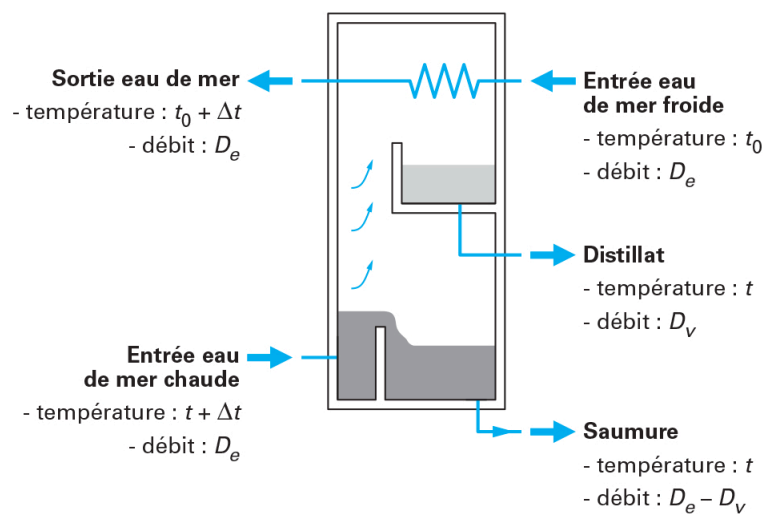 Sortie eau de mer
- température : t0 + Δt
- débit : De
Entrée eau
de mer froide
- température : t0
- débit : De
Distillat
- température : t
- débit : Dv
Entrée eau
de mer chaude
- température : t + Δt
- débit : De
Saumure
- température : t
- débit : De – Dv